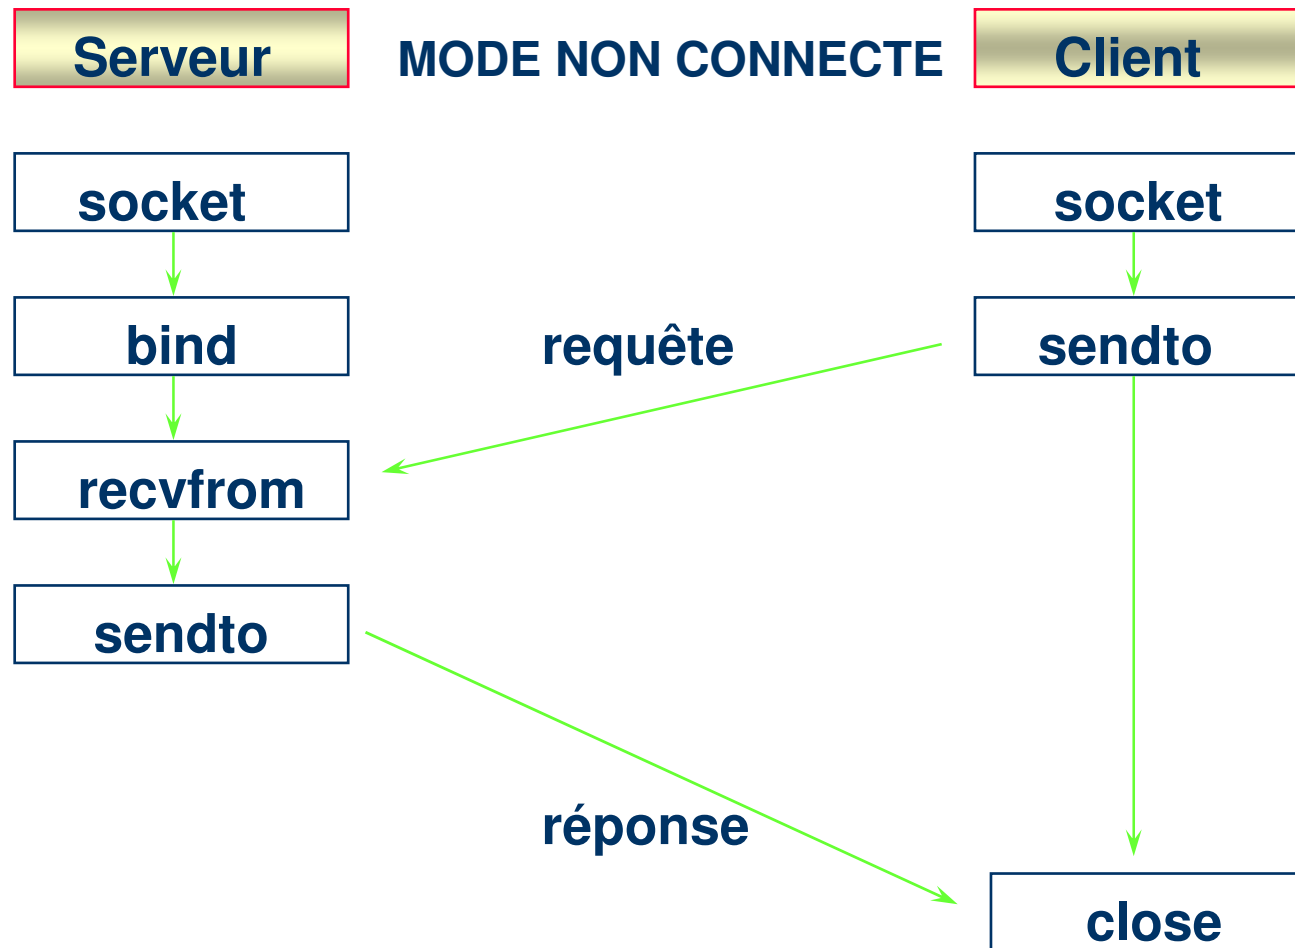 Serveur MODE NON CONNECTE Client
socket socket
bind requête sendto
recvfrom
sendto
réponse
close